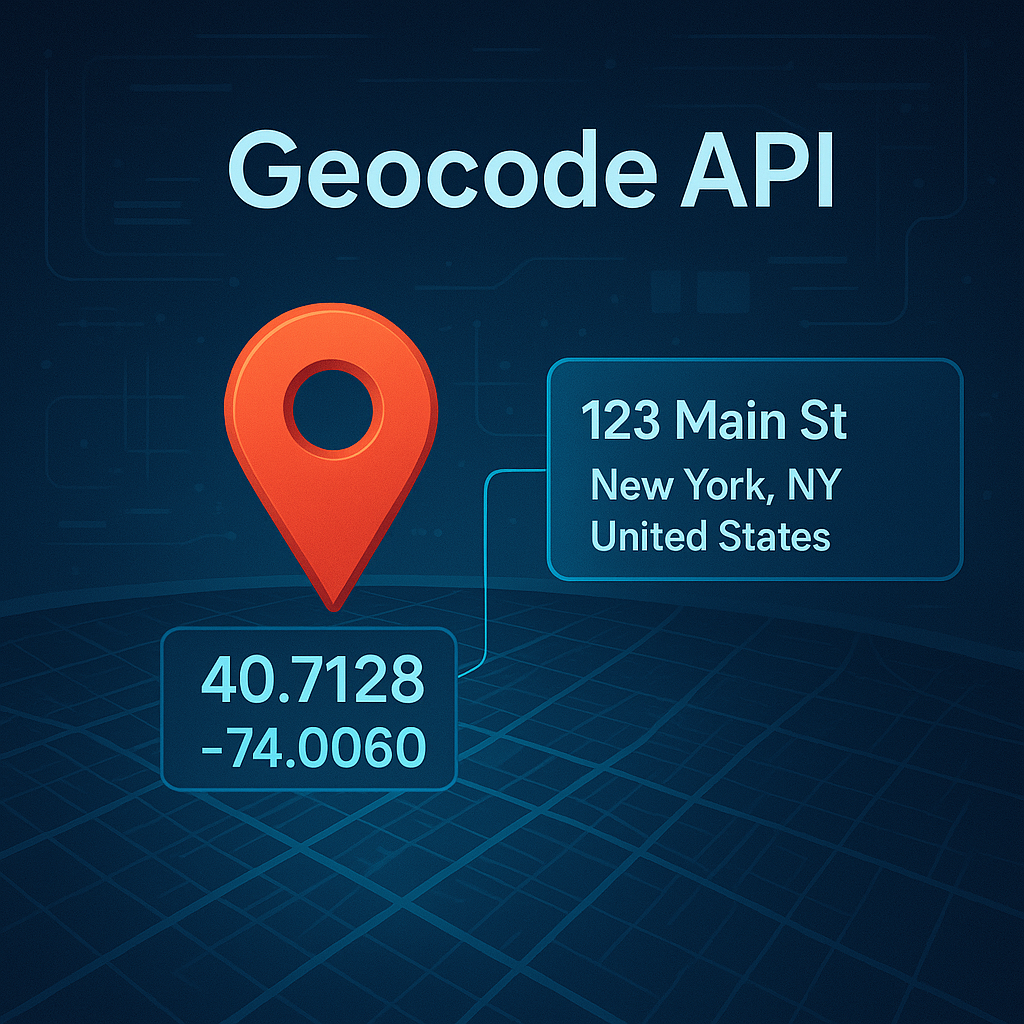 Geocode API
123 Main St
New York, NY
United States
40.7128
-74.0060